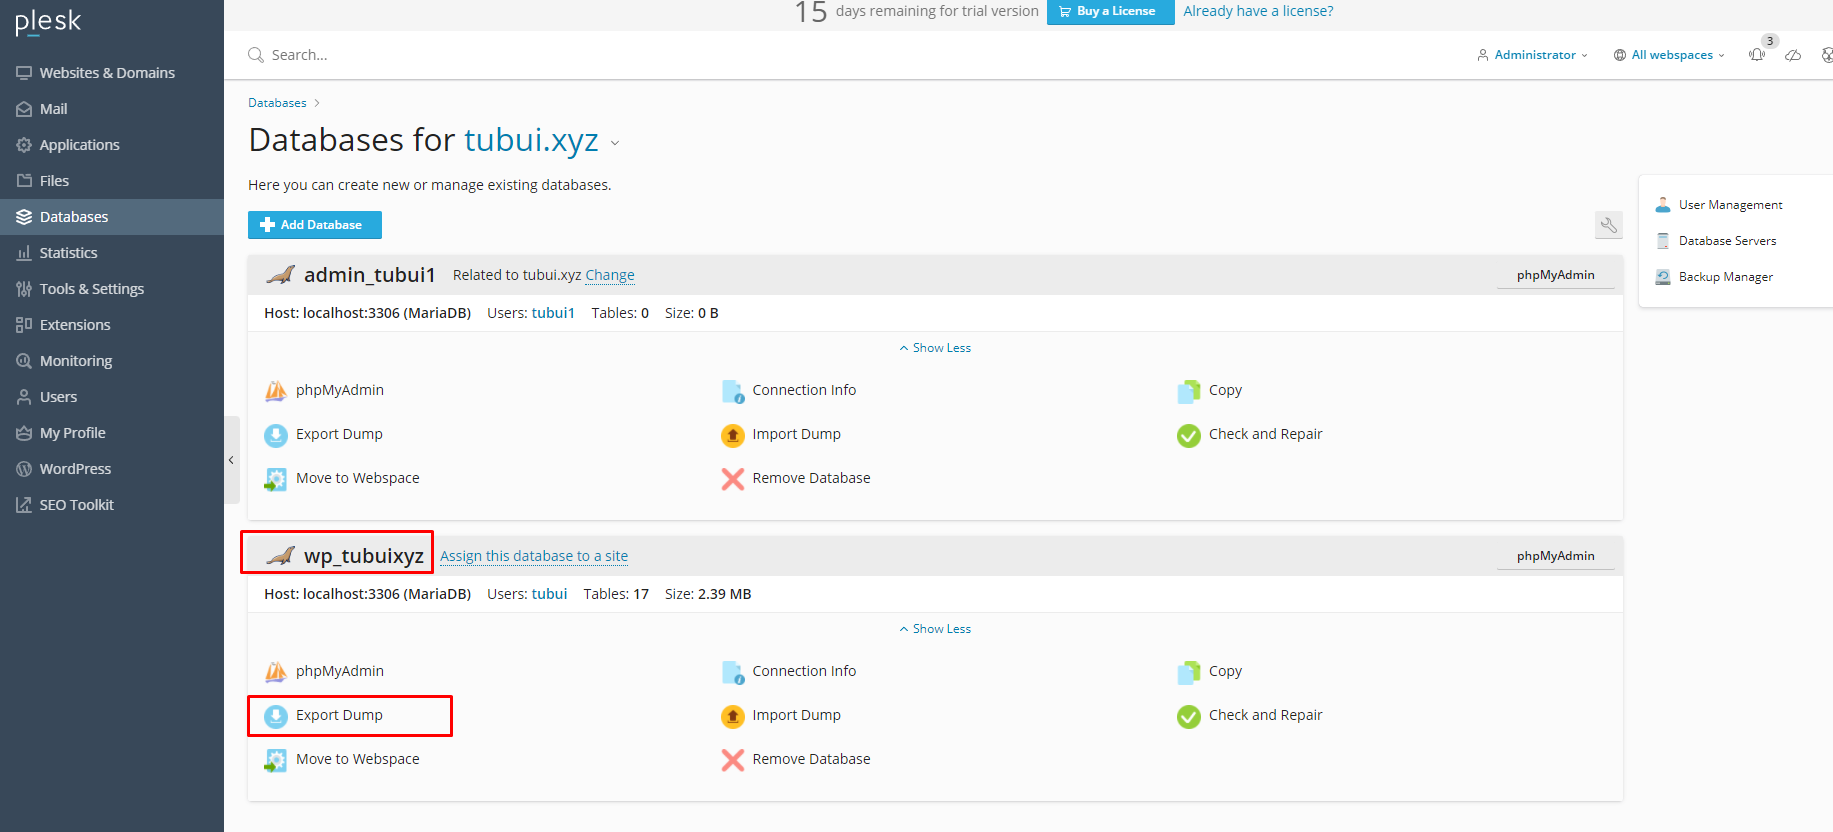 plesk
15 days remaining for trial version Buy a License Already have a license?
Search...
Administrator All webspaces 3
Websites & Domains
Mail
Applications
Files
Databases
Statistics
Tools & Settings
Extensions
Monitoring
Users
My Profile
WordPress
SEO Toolkit
Databases >
Databases for tubui.xyz
Here you can create new or manage existing databases.
Add Database
admin_tubui1 Related to tubui.xyz Change phpMyAdmin
Host: localhost:3306 (MariaDB) Users: tubui1 Tables: 0 Size: 0 B
Show Less
phpMyAdmin Connection Info Copy
Export Dump Import Dump Check and Repair
Move to Webspace Remove Database
wp_tubuixyz Assign this database to a site phpMyAdmin
Host: localhost:3306 (MariaDB) Users: tubui Tables: 17 Size: 2.39 MB
Show Less
phpMyAdmin Connection Info Copy
Export Dump Import Dump Check and Repair
Move to Webspace Remove Database
User Management
Database Servers
Backup Manager